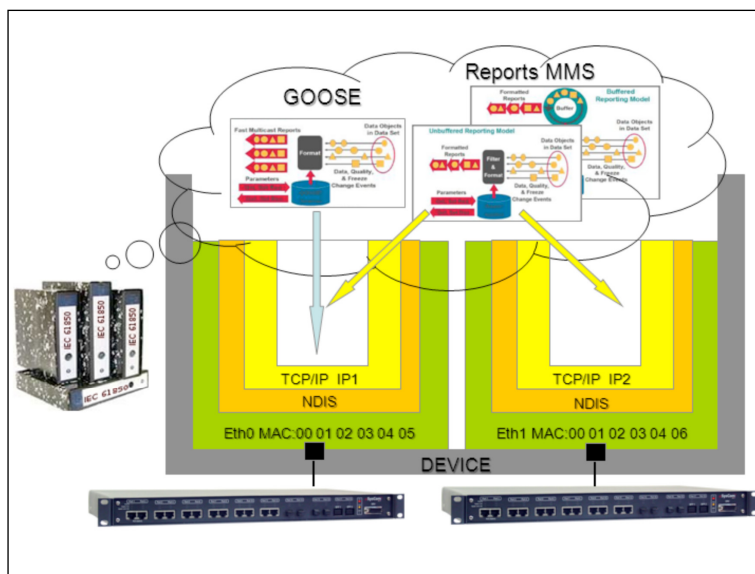 Reports MMS
GOOSE
Formatted
Reports
Buffer
Buffered
Reporting Model
Data Objects
in Data Set
Change Events
Fast Multicast Reports
Format
Data Objects
in Data Set
Data, Quality,
& Freeze
Change Events
Parameters
Unbuffered Reporting Model
Formatted
Reports
Filter
&
Format
Data Objects
in Data Set
Data, Quality,
& Freeze
Change Events
Parameters
IEC 61850
IEC 61850
IEC 61850
IEC 61850
TCP/IP IP1
NDIS
Eth0 MAC:00 01 02 03 04 05
TCP/IP IP2
NDIS
Eth1 MAC:00 01 02 03 04 06
DEVICE